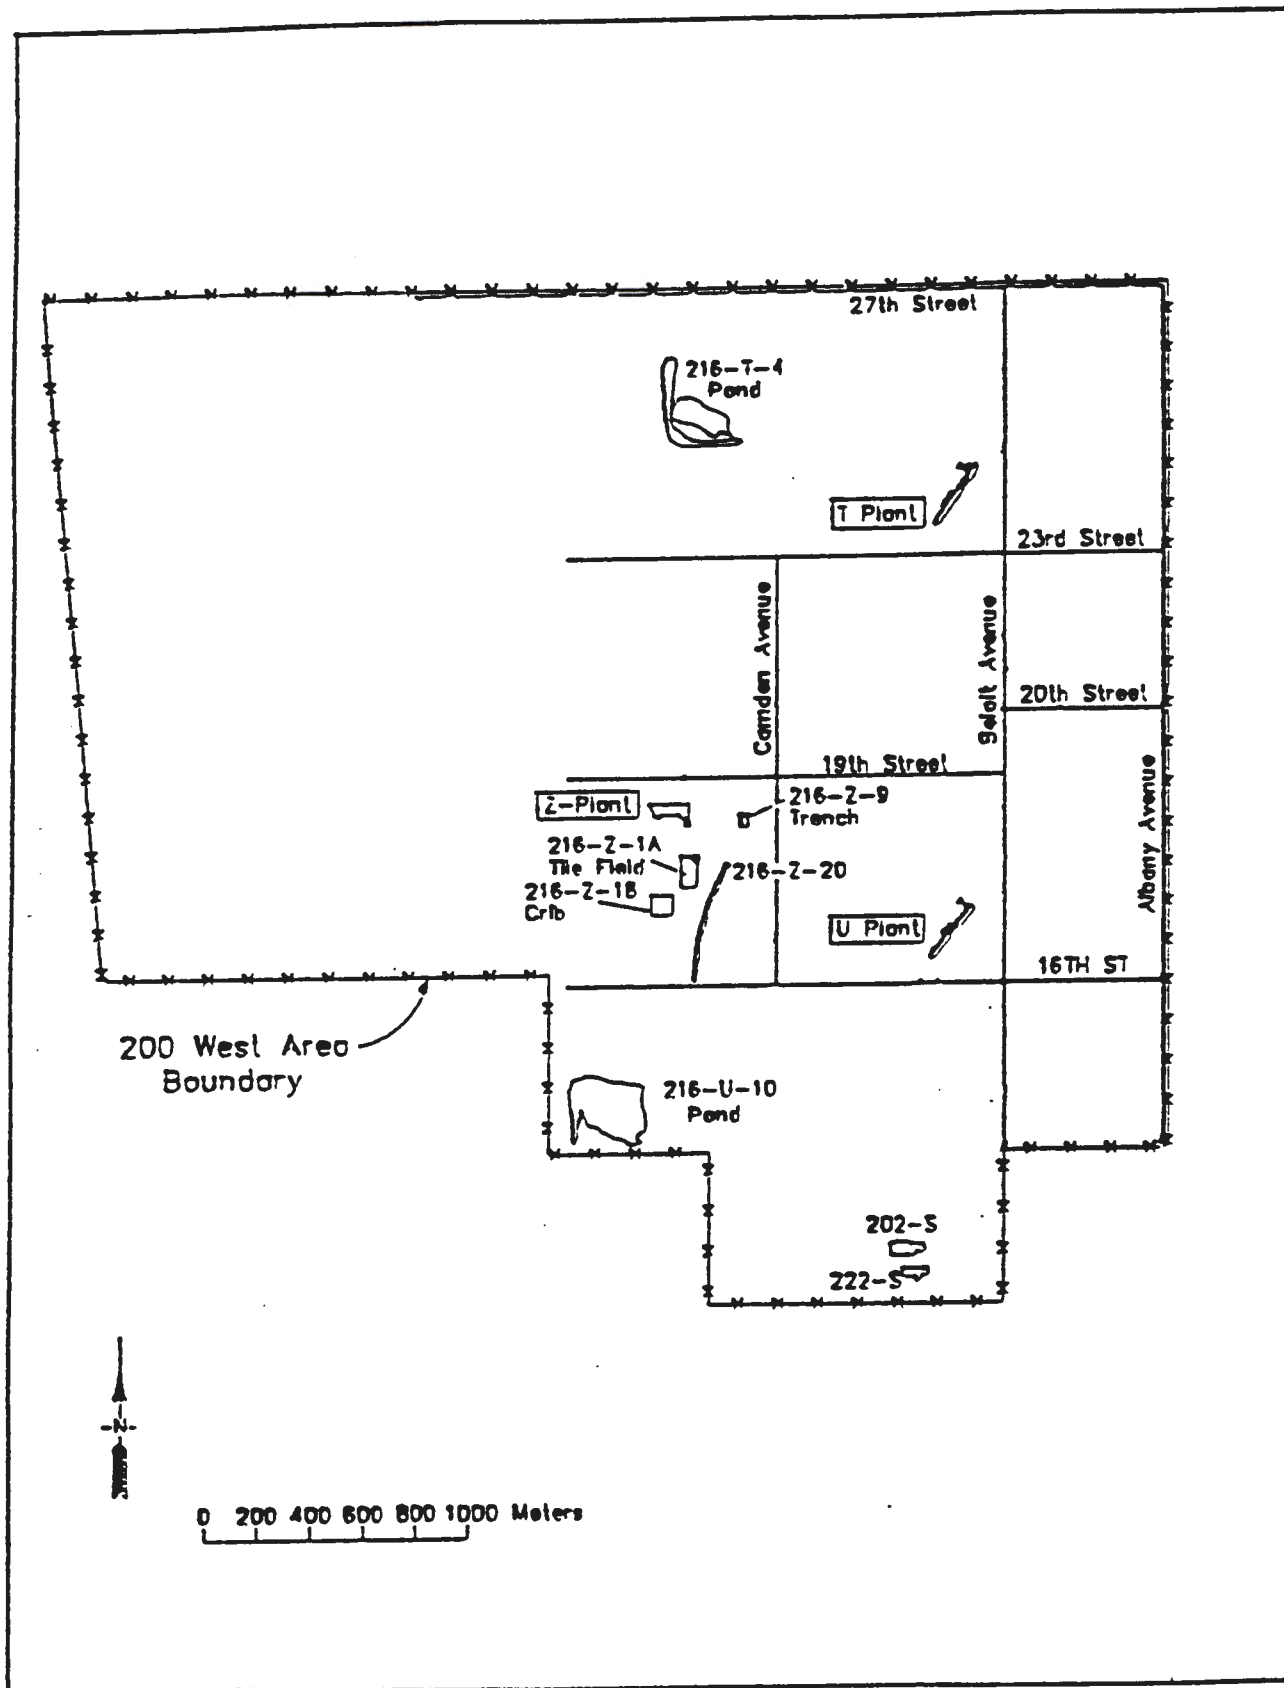 27th Street
216-T-4
Pond
T Plant
23rd Street
Camden Avenue
Beloit Avenue
20th Street
19th Street
Albany Avenue
Z-Plant
216-Z-9
Trench
216-Z-1A
Tile Field
216-Z-20
216-Z-18
Crib
U Plant
16TH ST
200 West Area
Boundary
216-U-10
Pond
202-S
222-S
-N-
0 200 400 600 800 1000 Meters